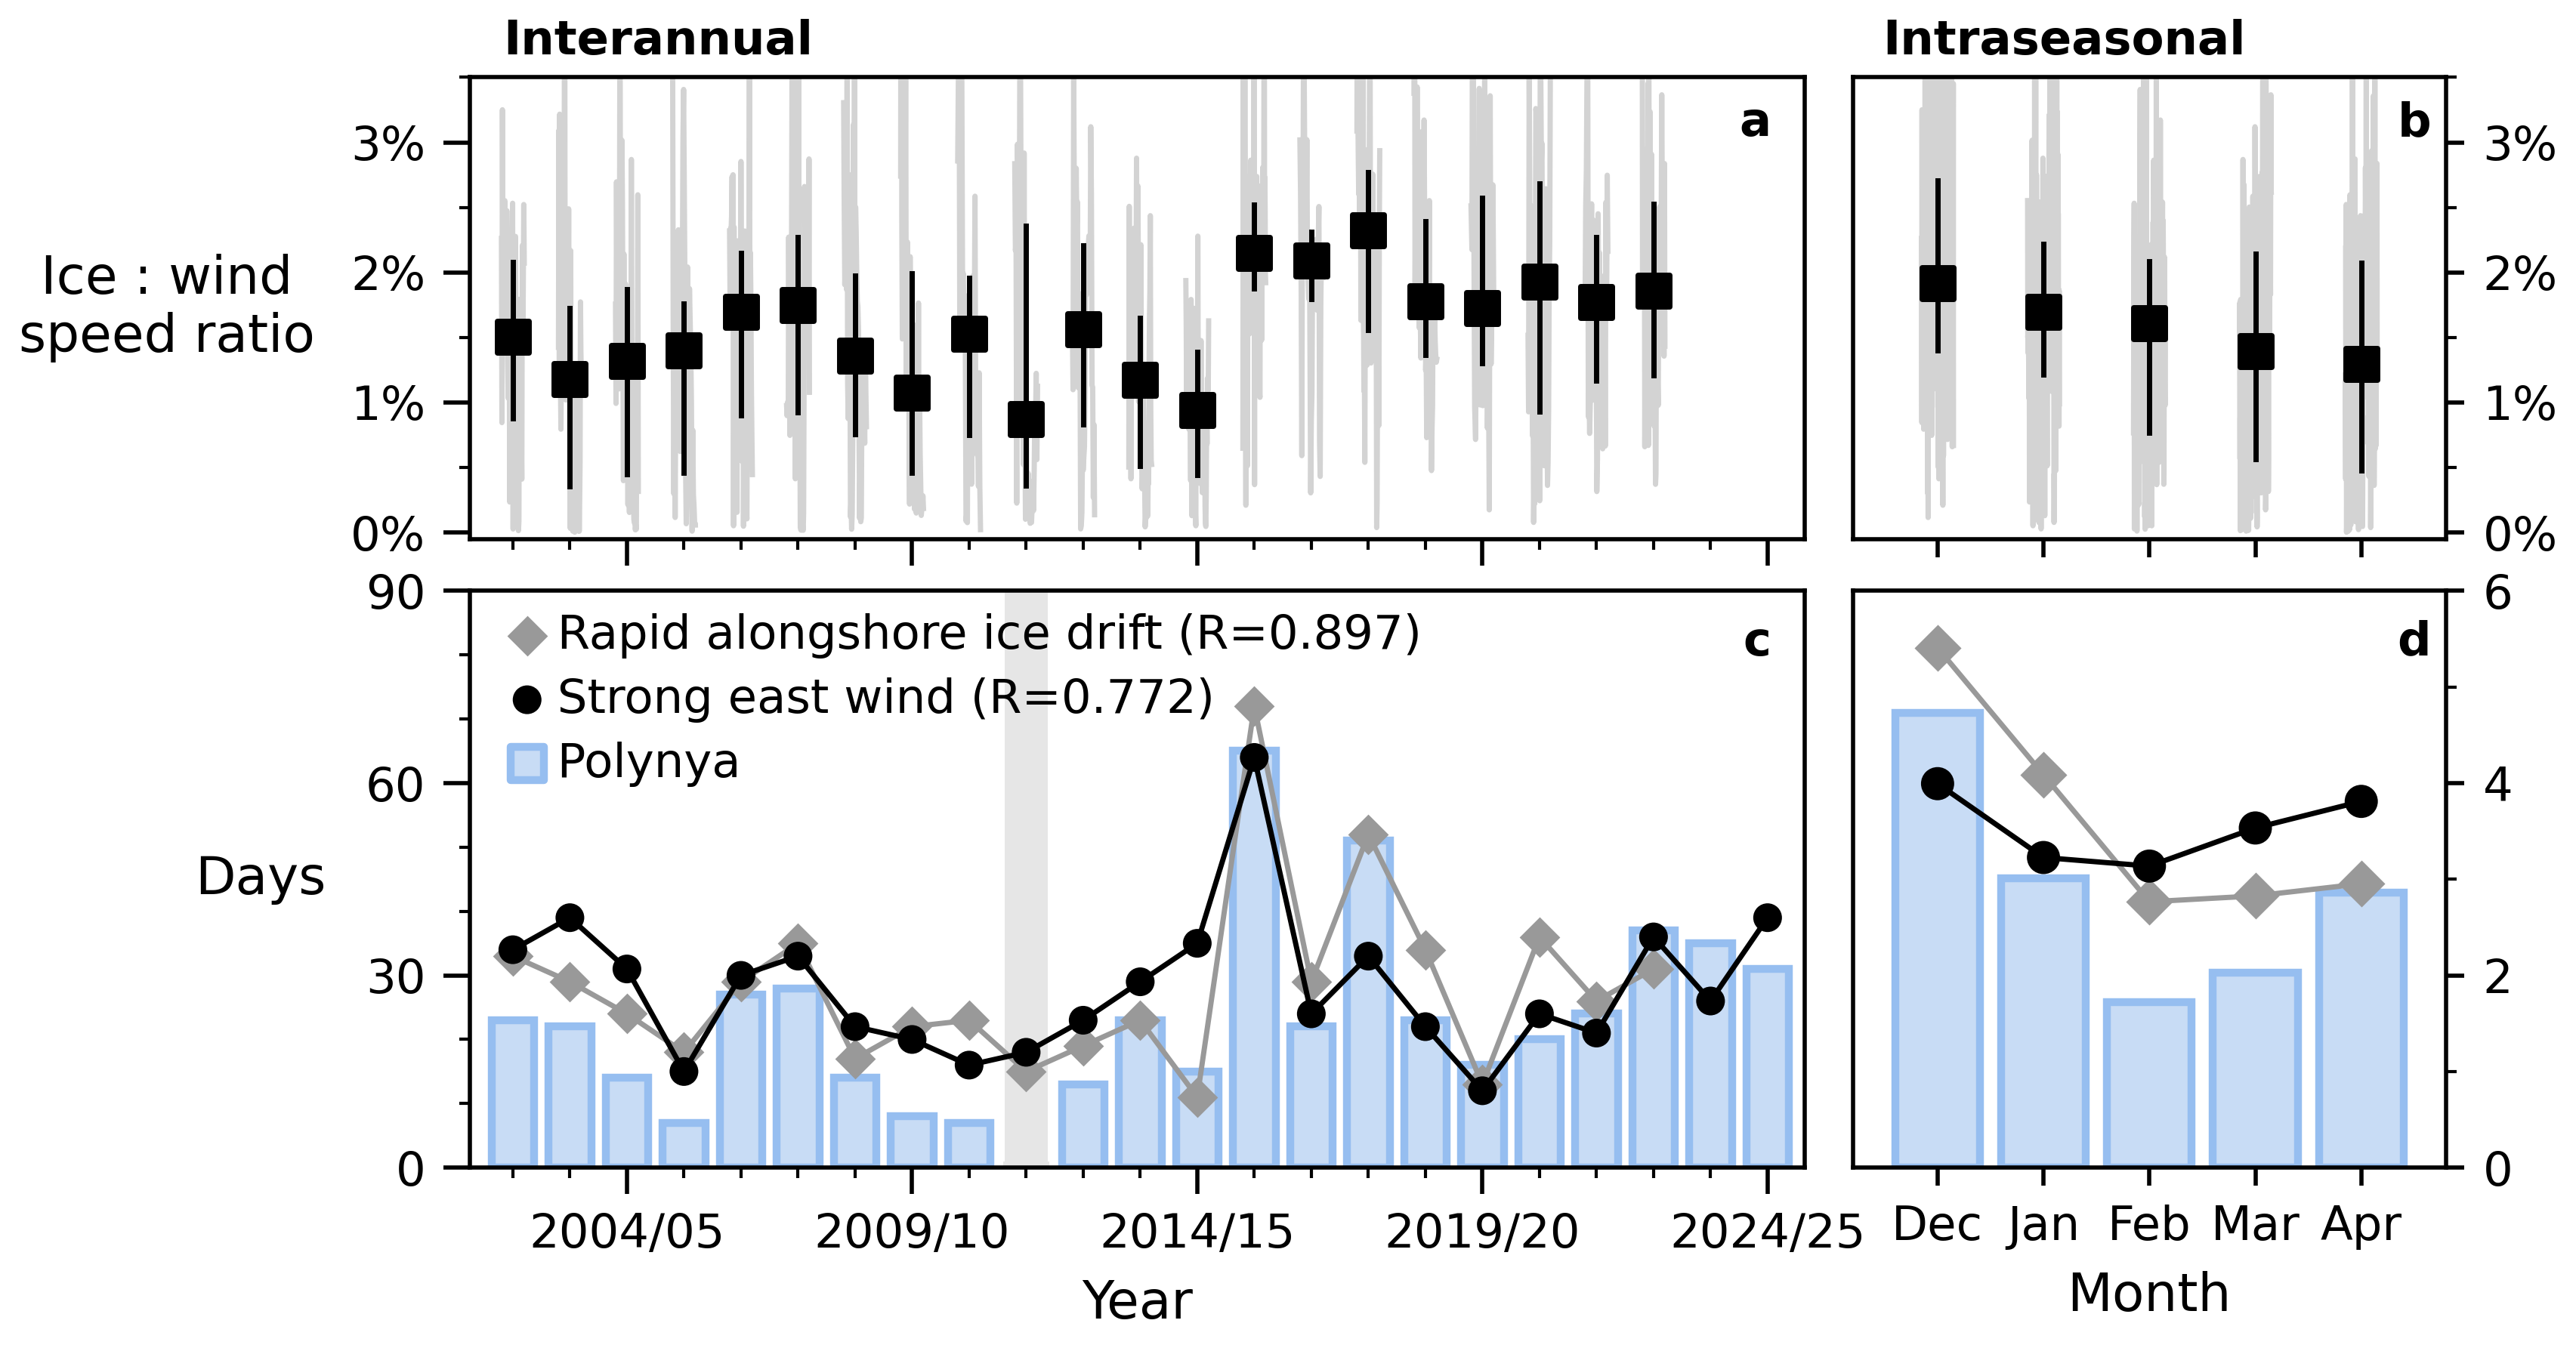 Interannual
Intraseasonal
a
b
3%
2%
1%
0%
3%
2%
1%
0%
Ice : wind
speed ratio
90
60
30
0
Days
Rapid alongshore ice drift (R=0.897)
Strong east wind (R=0.772)
Polynya
c
d
6
4
2
0
2004/05 2009/10 2014/15 2019/20 2024/25
Dec Jan Feb Mar Apr
Year
Month